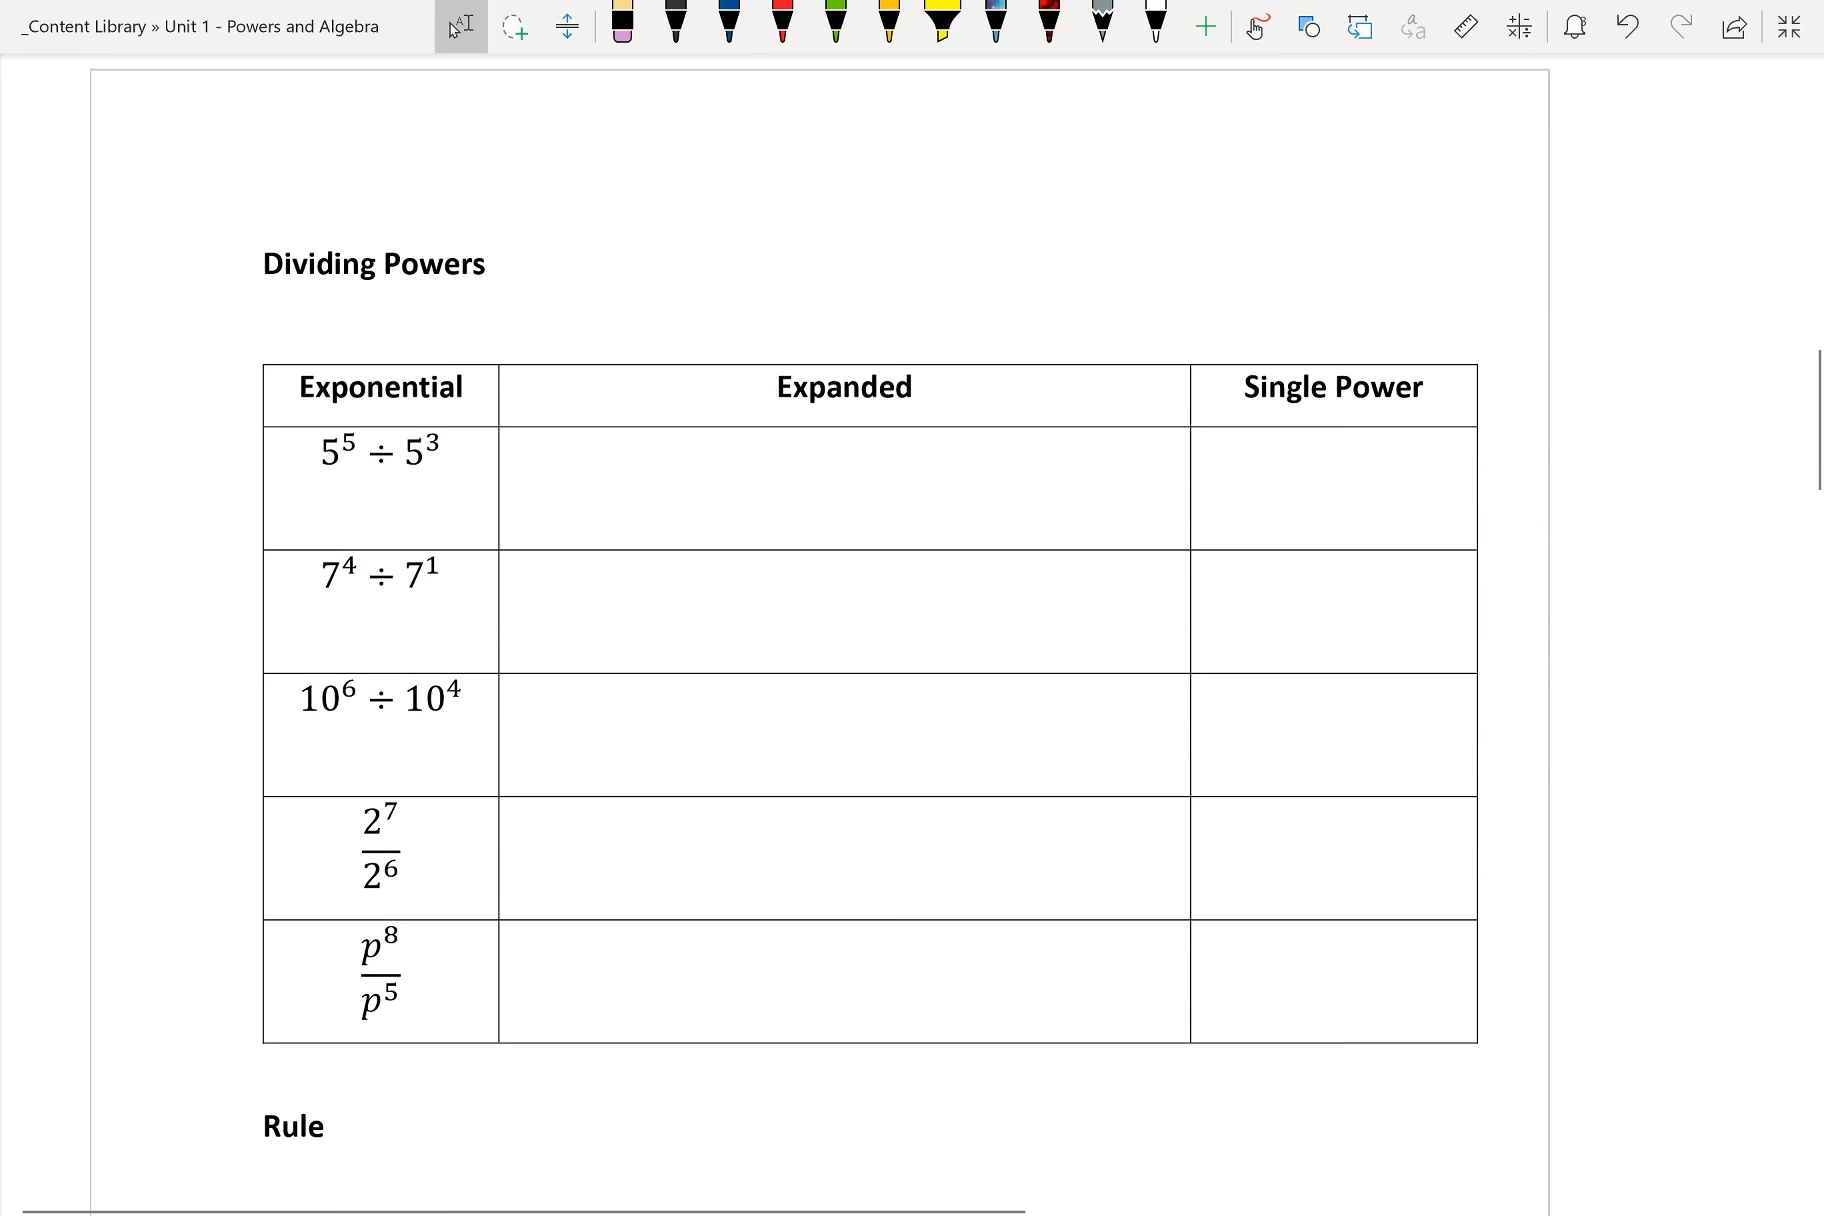 _Content Library » Unit 1 - Powers and Algebra
Dividing Powers
Exponential Expanded Single Power
5⁵ ÷ 5³
7⁴ ÷ 7¹
10⁶ ÷ 10⁴
2⁷
2⁶
p⁸
p⁵
Rule